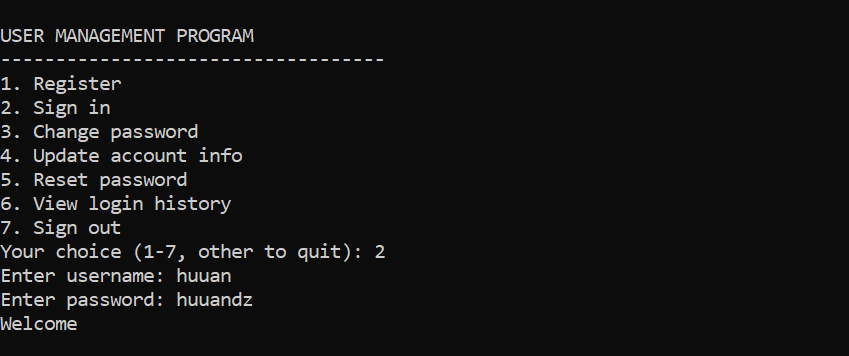 USER MANAGEMENT PROGRAM
-----------------------------------
1. Register
2. Sign in
3. Change password
4. Update account info
5. Reset password
6. View login history
7. Sign out
Your choice (1-7, other to quit): 2
Enter username: huuan
Enter password: huuandz
Welcome